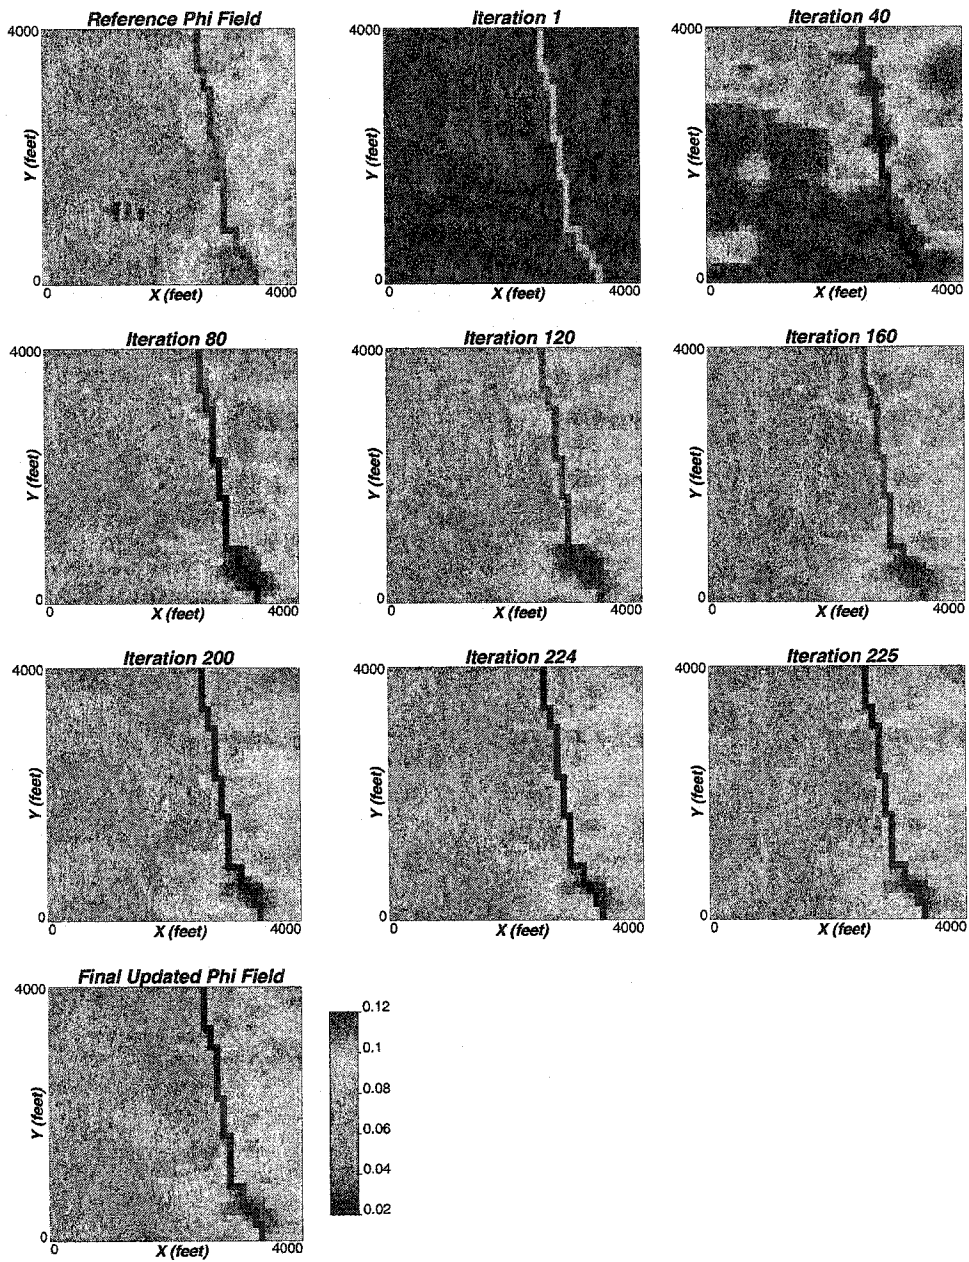 Reference Phi Field
4000
Y (feet)
0
0
X (feet)
4000
Iteration 1
4000
Y (feet)
0
0
X (feet)
4000
Iteration 40
4000
Y (feet)
0
0
X (feet)
4000
Iteration 80
4000
Y (feet)
0
0
X (feet)
4000
Iteration 120
4000
Y (feet)
0
0
X (feet)
4000
Iteration 160
4000
Y (feet)
0
0
X (feet)
4000
Iteration 200
4000
Y (feet)
0
0
X (feet)
4000
Iteration 224
4000
Y (feet)
0
0
X (feet)
4000
Iteration 225
4000
Y (feet)
0
0
X (feet)
4000
Final Updated Phi Field
4000
Y (feet)
0
0
X (feet)
4000
0.12
0.1
0.08
0.06
0.04
0.02